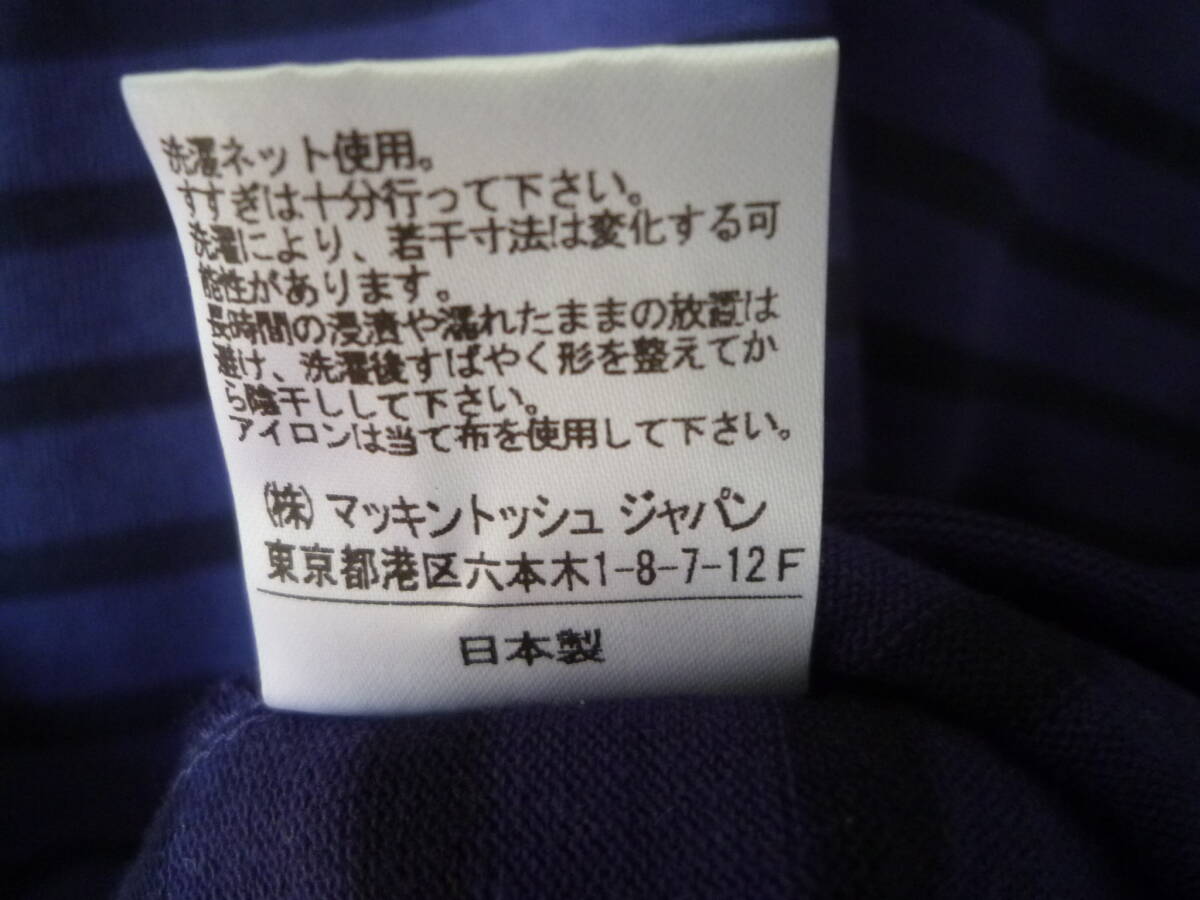 洗濯ネット使用。
すすぎは十分行って下さい。
洗濯により、若干寸法は変化する可
能性があります。
長時間の浸漬や濡れたままの放置は
避け、洗濯後すばやく形を整えてか
ら陰干しして下さい。
アイロンは当て布を使用して下さい。
(株) マッキントッシュ ジャパン
東京都港区六本木1-8-7-12F
日本製